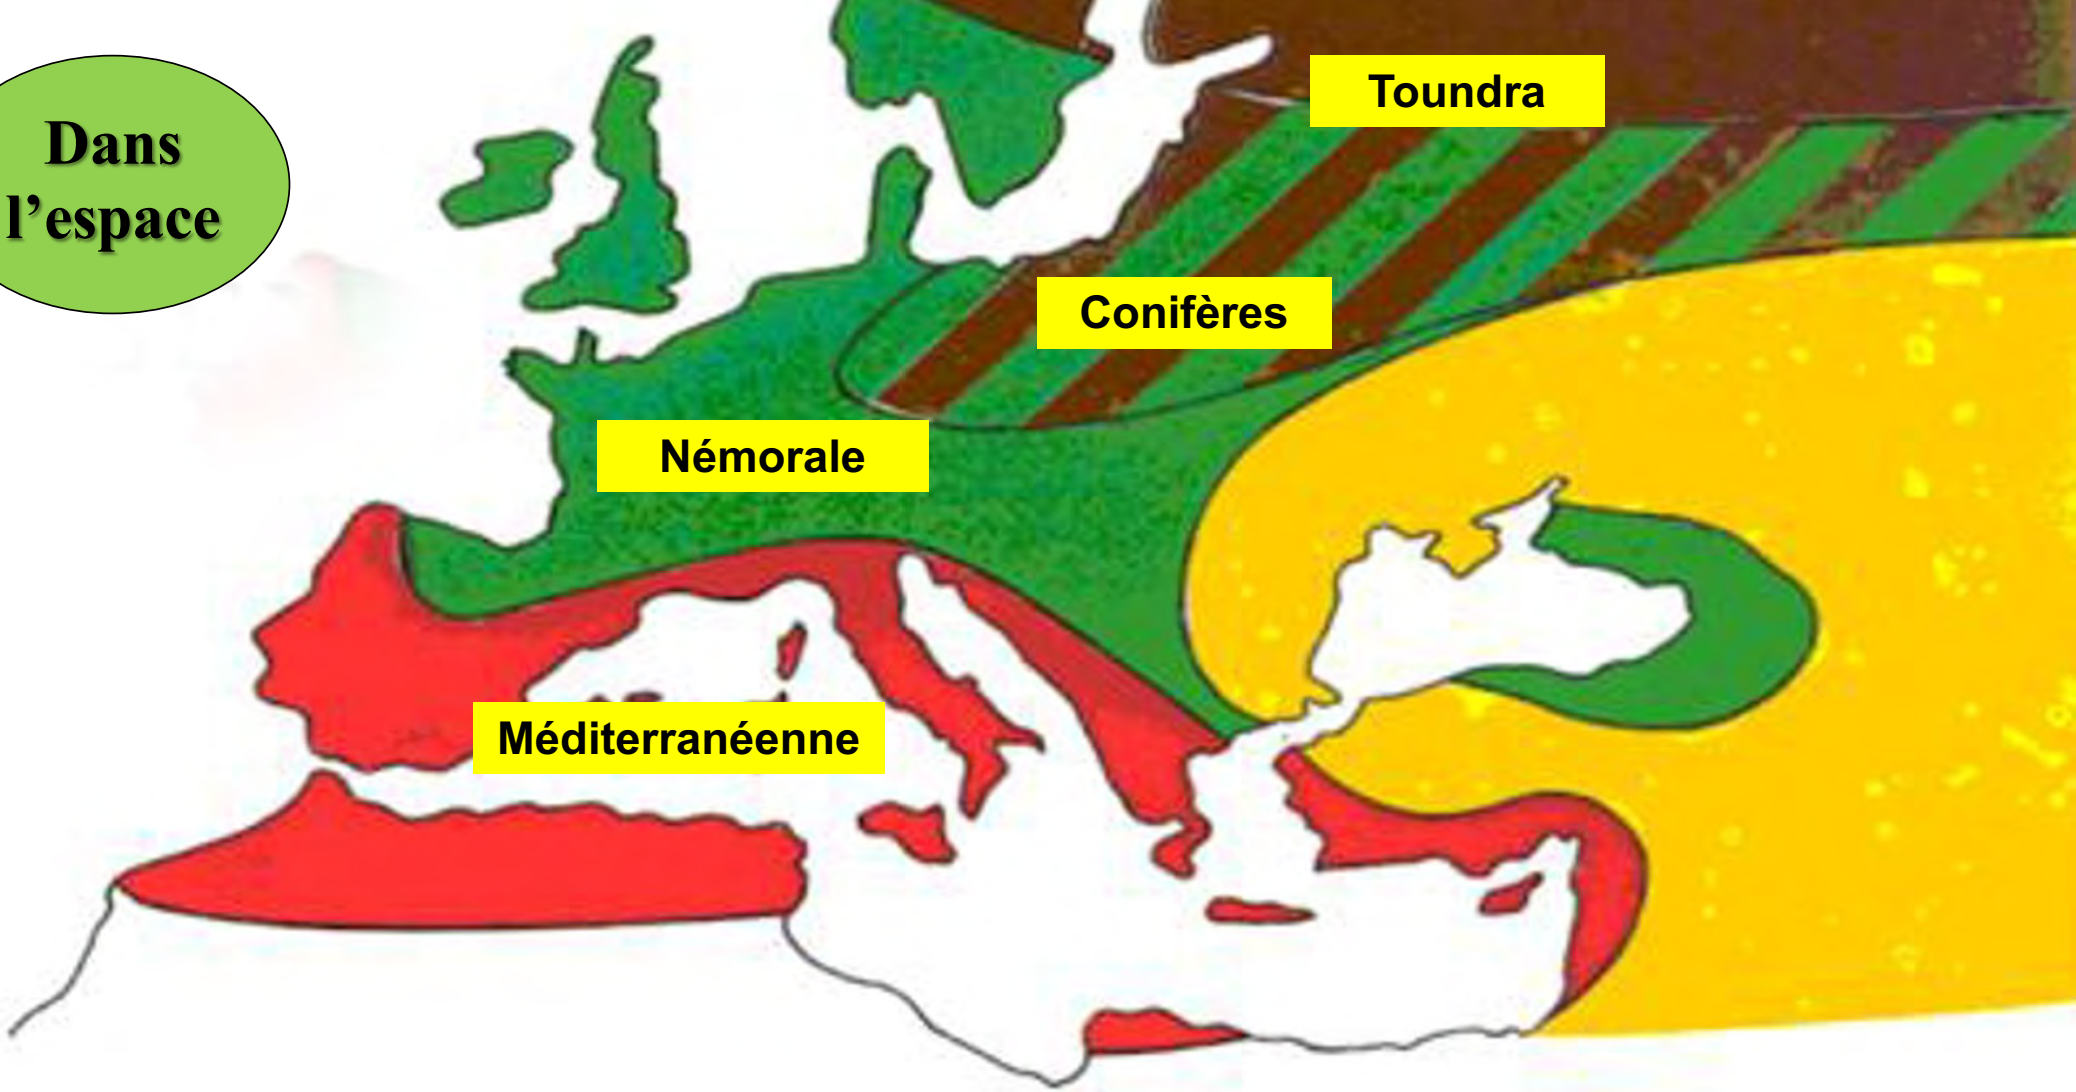 Dans
l’espace
Toundra
Conifères
Némorale
Méditerranéenne